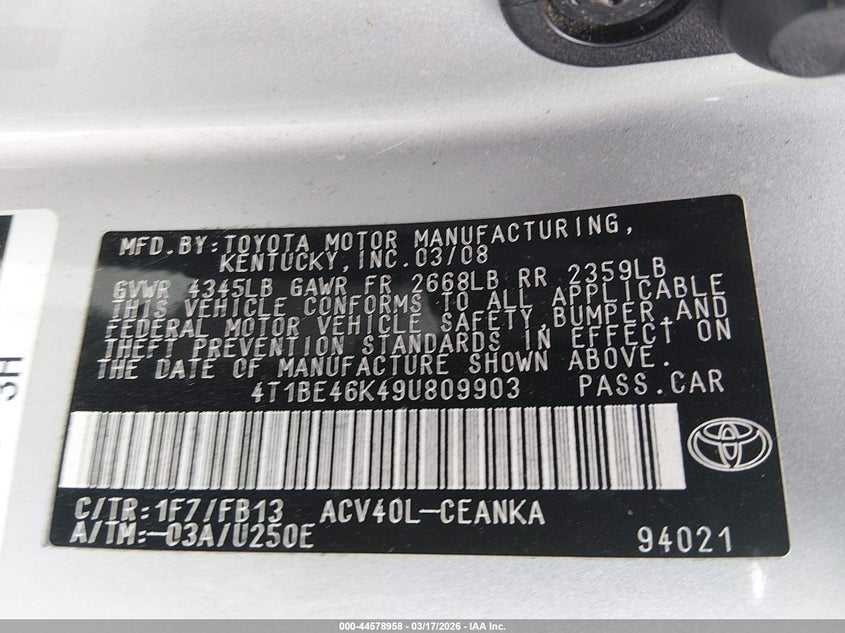 MFD.BY:TOYOTA MOTOR MANUFACTURING,
KENTUCKY,INC.03/08
GVWR 4345LB GAWR FR 2668LB RR 2359LB
THIS VEHICLE CONFORMS TO ALL APPLICABLE
FEDERAL MOTOR VEHICLE SAFETY,BUMPER,AND
THEFT PREVENTION STANDARDS IN EFFECT ON
THE DATE OF MANUFACTURE SHOWN ABOVE.
4T1BE46K49U809903 PASS.CAR
C/TR:1F7/FB13 ACV40L-CEANKA
A/TM:-03A/U250E 94021
3H
000-44578958 | 03/17/2026 | IAA Inc.